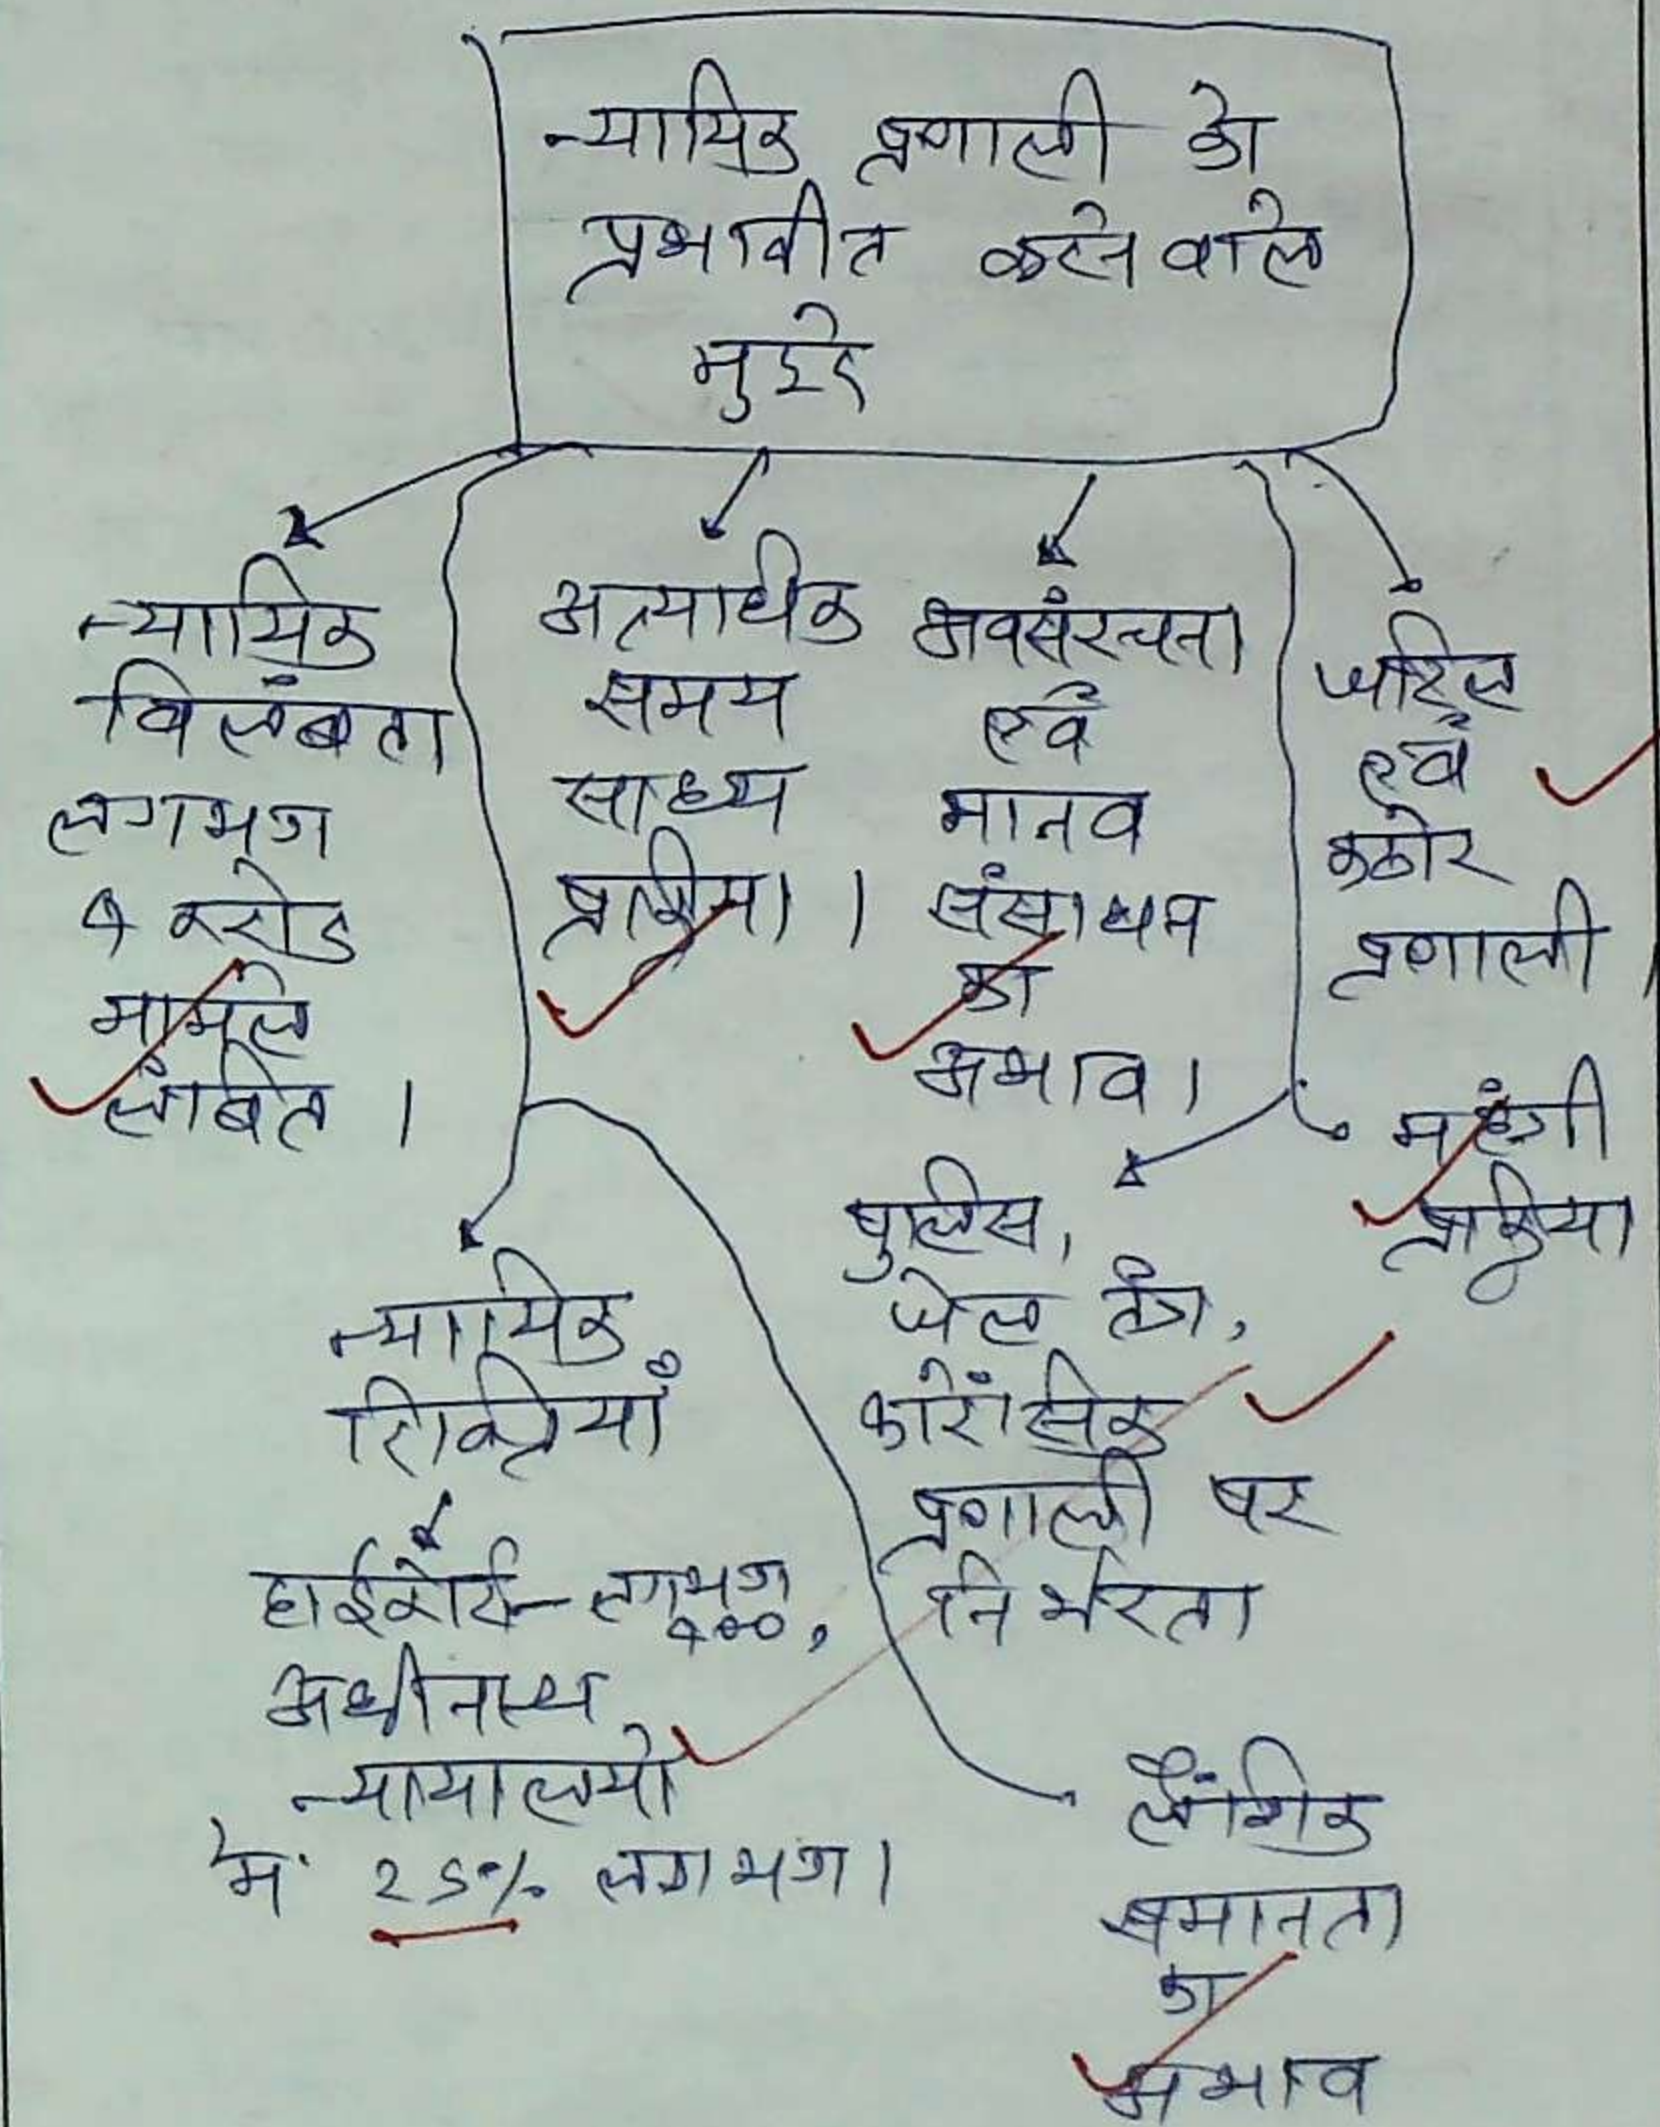 न्यायिक प्रणाली को
प्रभावीत करने वाले
मुद्दे
न्यायिक
विलंबता
लगभग
4 करोड
मामले
लंबित ।
अत्याधीक
समय
साध्य
प्रक्रिया ।
अवसंरचना
एवं
मानव
संसाधन
का
अभाव ।
जटिल
एवं
कठोर
प्रणाली ।
महंगी
प्रक्रिया
पुलिस,
जेल तंत्र,
फोरेंसिक
प्रणाली पर
निर्भरता
न्यायिक
रिक्तियां
हाईकोर्ट - लगभग
400,
अधीनस्थ
न्यायालयों
में 25% लगभग ।
लैंगिक
समानता
का
अभाव